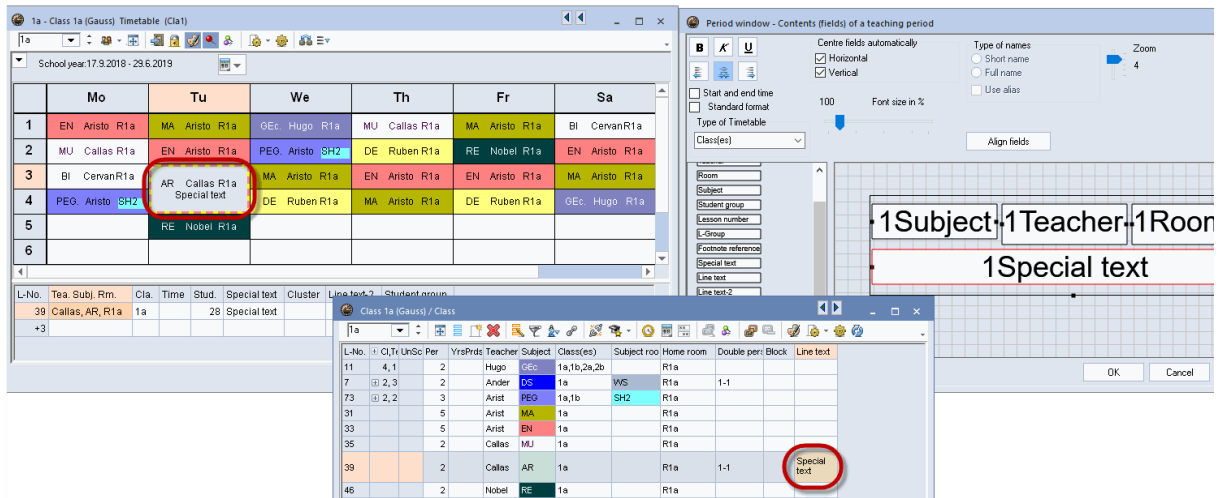 1a - Class 1a (Gauss) Timetable (Cla1)
1a
School year:17.9.2018 - 29.6.2019
Mo Tu We Th Fr Sa
1 EN Aristo R1a MA Aristo R1a GEc. Hugo R1a MU Callas R1a MA Aristo R1a BI CervanR1a
2 MU Callas R1a EN Aristo R1a PEG. Aristo SH2 DE Ruben R1a RE Nobel R1a EN Aristo R1a
3 BI CervanR1a AR Callas R1a MA Aristo R1a EN Aristo R1a EN Aristo R1a MA Aristo R1a
Special text
4 PEG. Aristo SH2 DE Ruben R1a MA Aristo R1a DE Ruben R1a GEc. Hugo R1a
5 RE Nobel R1a
6
L-No. Tea. Subj. Rm. Cla. Time Stud. Special text Cluster Line text-2 Student group
39 Callas, AR, R1a 1a 28 Special text
+3
Period window - Contents (fields) of a teaching period
B K U
Centre fields automatically
Horizontal
Vertical
Type of names
Short name
Full name
Use alias
Zoom
4
Start and end time
Standard format
100 Font size in %
Type of Timetable
Class(es)
Align fields
Room
Subject
Student group
Lesson number
L-Group
Footnote reference
Special text
Line text
Line text-2
1Subject 1Teacher 1Room
1Special text
OK Cancel
Class 1a (Gauss) / Class
1a
L-No. Cl,Te UnSc Per YrsPrds Teacher Subject Class(es) Subject roo Home room Double pers Block Line text
11 4, 1 2 Hugo GEc 1a,1b,2a,2b R1a
7 2, 3 2 Ander DS 1a WS R1a 1-1
73 2, 2 3 Arist PEG 1a,1b SH2 R1a
31 5 Arist MA 1a R1a
33 5 Arist EN 1a R1a
35 2 Callas MU 1a R1a
39 2 Callas AR 1a R1a 1-1 Special text
46 2 Nobel RE 1a R1a